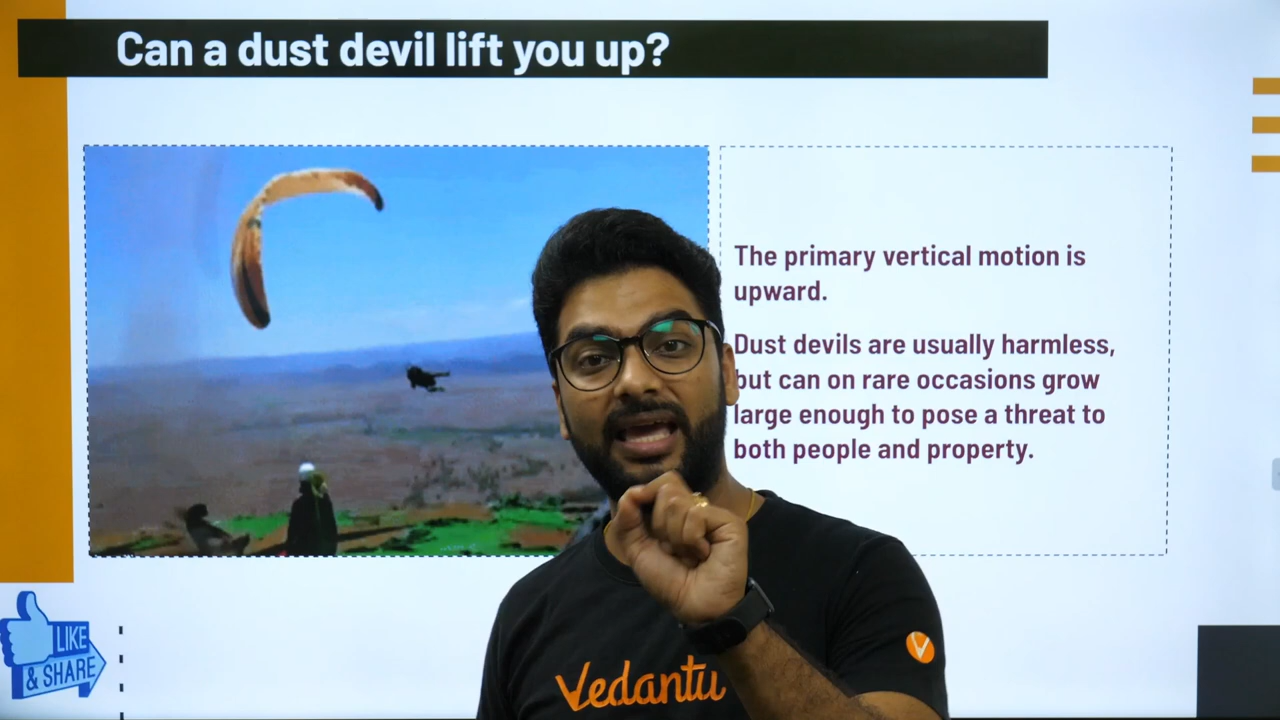 Can a dust devil lift you up?
The primary vertical motion is
upward.
Dust devils are usually harmless,
but can on rare occasions grow
large enough to pose a threat to
both people and property.
LIKE
& SHARE
Vedantu